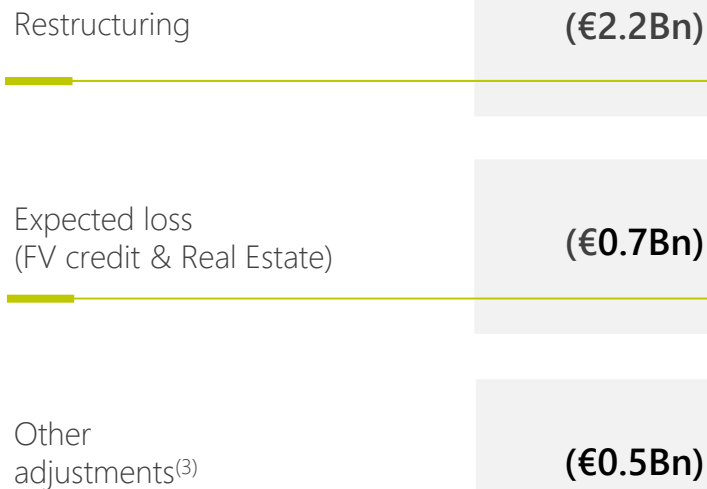 Restructuring (€2.2Bn)
Expected loss
(FV credit & Real Estate) (€0.7Bn)
Other
adjustments(3) (€0.5Bn)